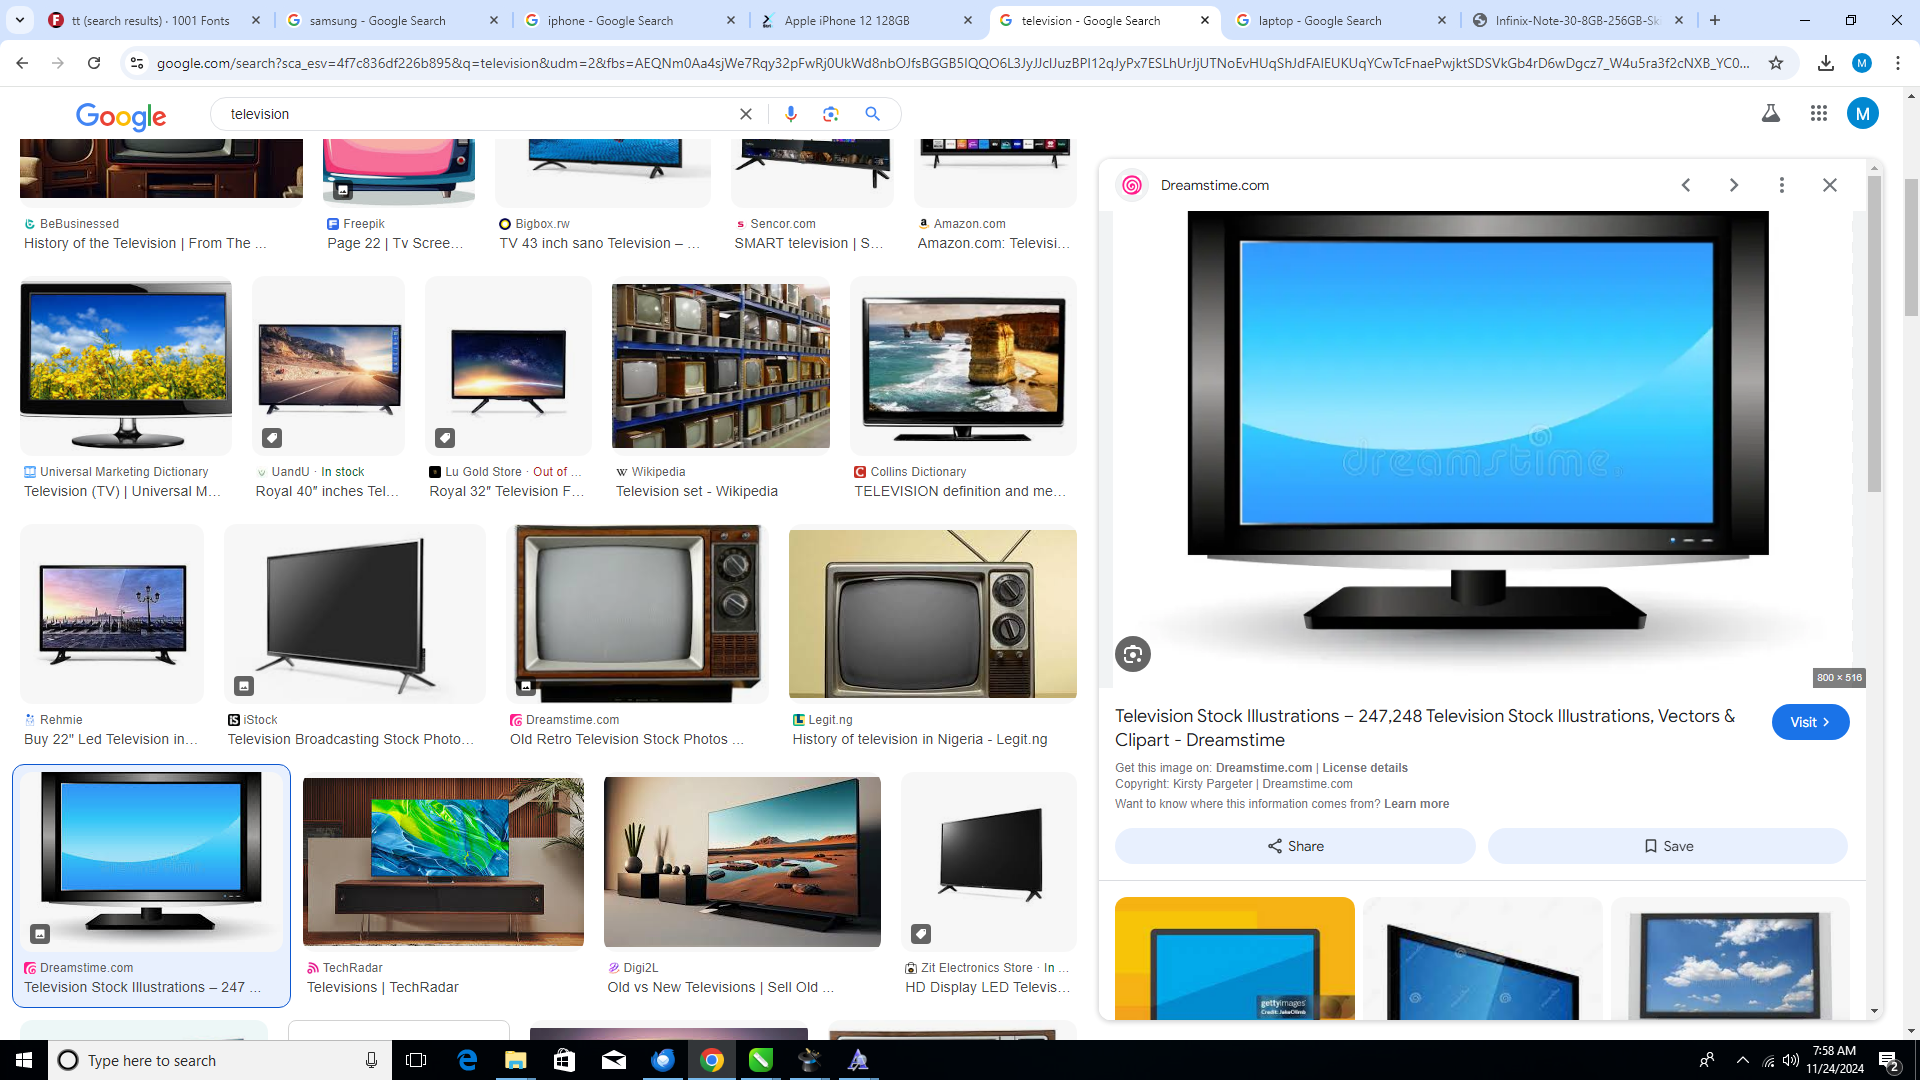 tt (search results) · 1001 Fonts
samsung - Google Search
iphone - Google Search
Apple iPhone 12 128GB
television - Google Search
laptop - Google Search
Infinix-Note-30-8GB-256GB-Sk
google.com/search?sca_esv=4f7c836df226b895&q=television&udm=2&fbs=AEQNm0Aa4sjWe7Rqy32pFwRj0UkWd8nbOJfsBGGB5IQQO6L3JyJJclJuzBPl12qJyPx7ESLhUrJjUTNoEvHUqShJdFAlEUKUqYCwTcFnaePwjktSDSVkGb4rD6wDgcz7_W4u5ra3f2cNXB_YC0...
M
Google
television
M
BeBusinessed
History of the Television | From The ...
Freepik
Page 22 | Tv Scree...
Bigbox.rw
TV 43 inch sano Television – ...
Sencor.com
SMART television | S...
Amazon.com
Amazon.com: Televisi...
Universal Marketing Dictionary
Television (TV) | Universal M...
UandU · In stock
Royal 40″ inches Tel...
Lu Gold Store · Out of ...
Royal 32″ Television F...
Wikipedia
Television set - Wikipedia
Collins Dictionary
TELEVISION definition and me...
Rehmie
Buy 22" Led Television in...
iStock
Television Broadcasting Stock Photo...
Dreamstime.com
Old Retro Television Stock Photos ...
Legit.ng
History of television in Nigeria - Legit.ng
Dreamstime.com
Television Stock Illustrations – 247 ...
TechRadar
Televisions | TechRadar
Digi2L
Old vs New Televisions | Sell Old ...
Zit Electronics Store · In ...
HD Display LED Televis...
Dreamstime.com
dreamstime
800 × 516
Television Stock Illustrations – 247,248 Television Stock Illustrations, Vectors &
Clipart - Dreamstime
Visit
Get this image on: Dreamstime.com | License details
Copyright: Kirsty Pargeter | Dreamstime.com
Want to know where this information comes from? Learn more
Share
Save
gettyimages
Credit: JakeOlimb
Type here to search
7:58 AM
11/24/2024
2